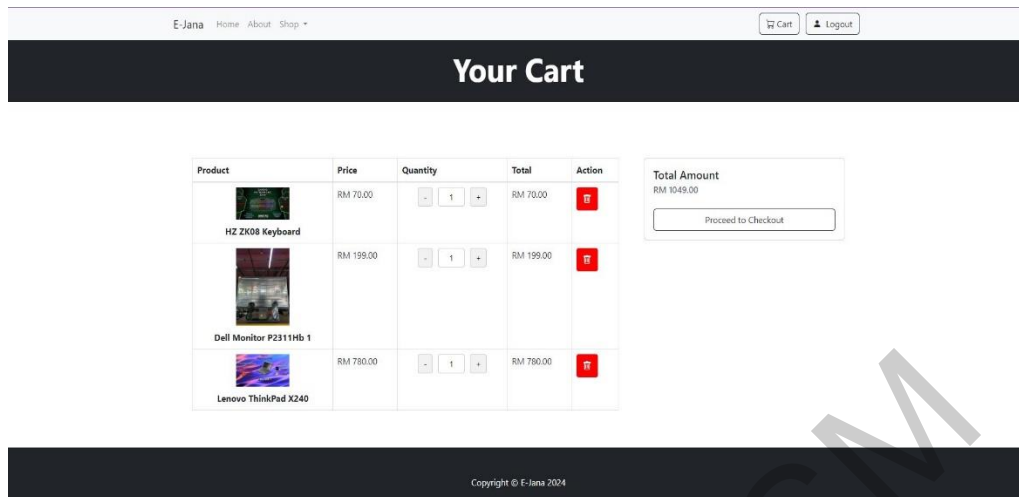 E-Jana Home About Shop Cart Logout
Your Cart
Product Price Quantity Total Action
RM 70.00 - 1 + RM 70.00
HZ ZK08 Keyboard
RM 199.00 - 1 + RM 199.00
Dell Monitor P2311Hb 1
RM 780.00 - 1 + RM 780.00
Lenovo ThinkPad X240
Total Amount
RM 1049.00
Proceed to Checkout
Copyright © E-Jana 2024